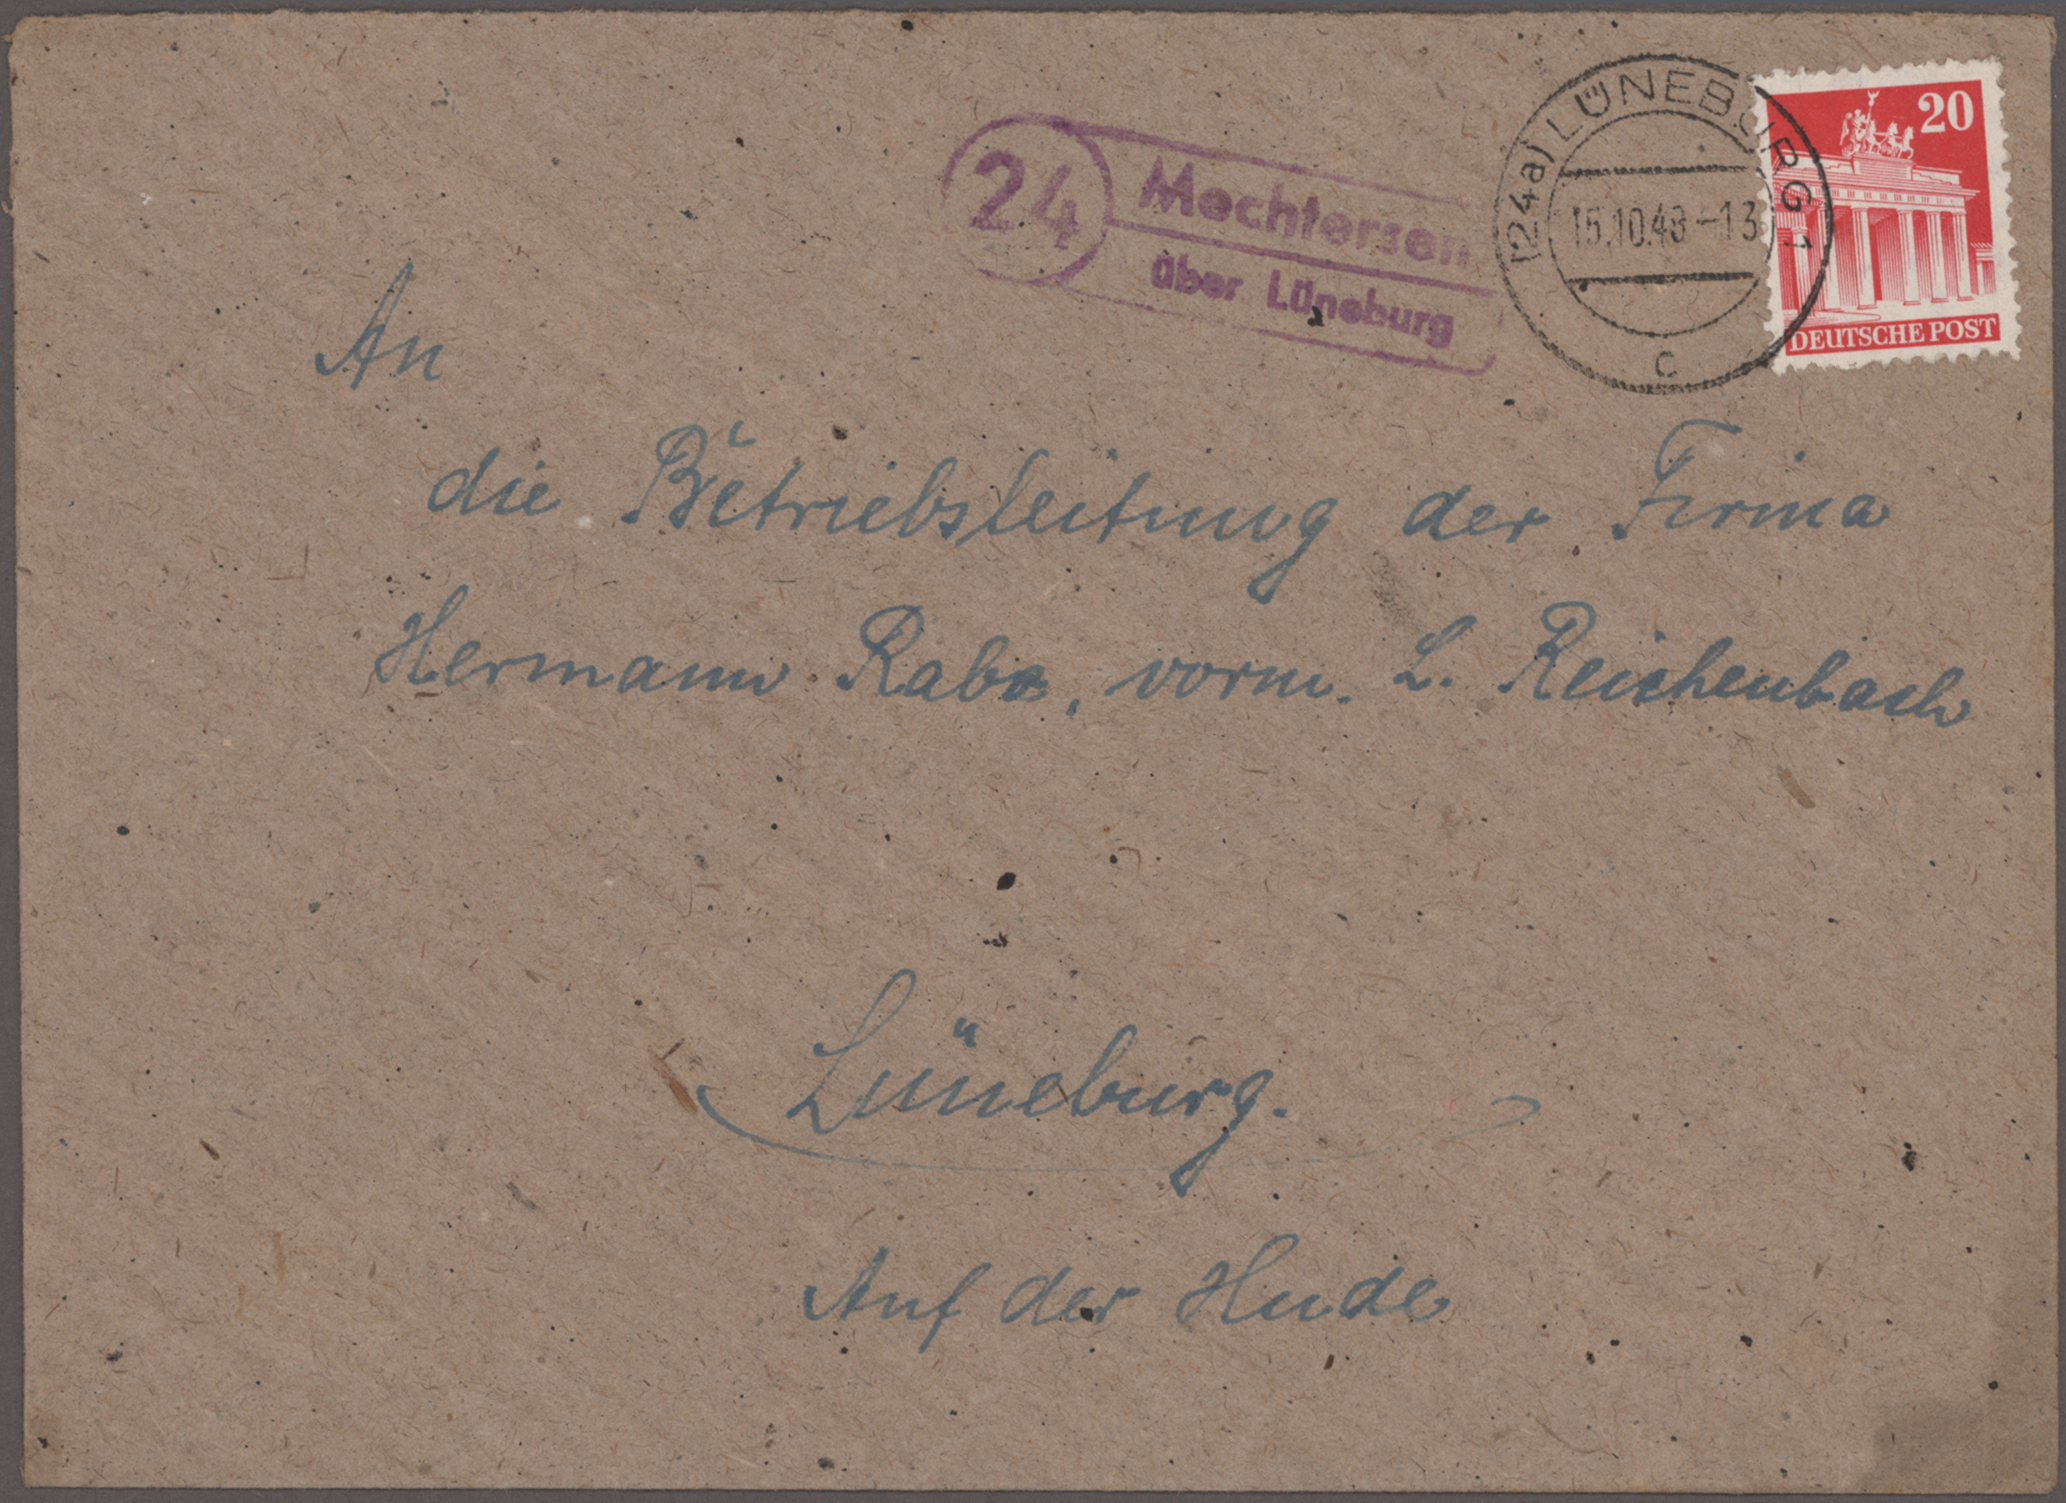 24
Mechtersen
über Lüneburg
(24a) LÜNEBURG 1
15.10.48-13
c
20
DEUTSCHE POST
An
die Betriebsleitung der Firma
Hermann Rabe, vorm. L. Reichenbach
Lüneburg.
Auf der Hude